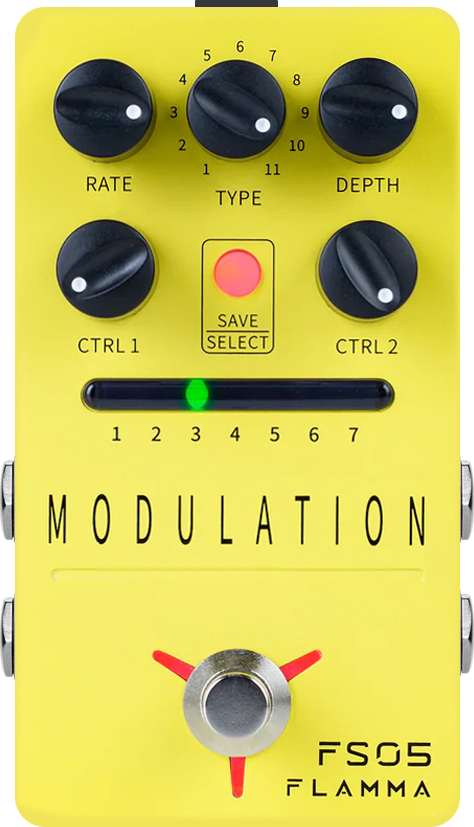 5 6 7
4 8
3 9
2 10
1 11
RATE TYPE DEPTH
SAVE
SELECT
CTRL 1 CTRL 2
1 2 3 4 5 6 7
MODULATION
FS05
FLAMMA